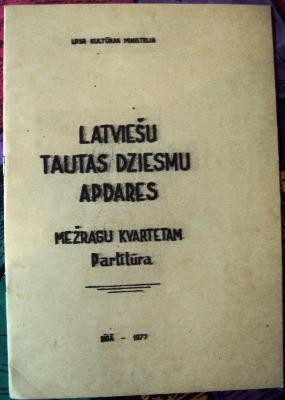 LPSR KULTŪRAS MINISTRIJA
LATVIEŠU
TAUTAS DZIESMU
APDARES
MEŽRAGU KVARTETAM
Partitūra
RĪGĀ - 1977